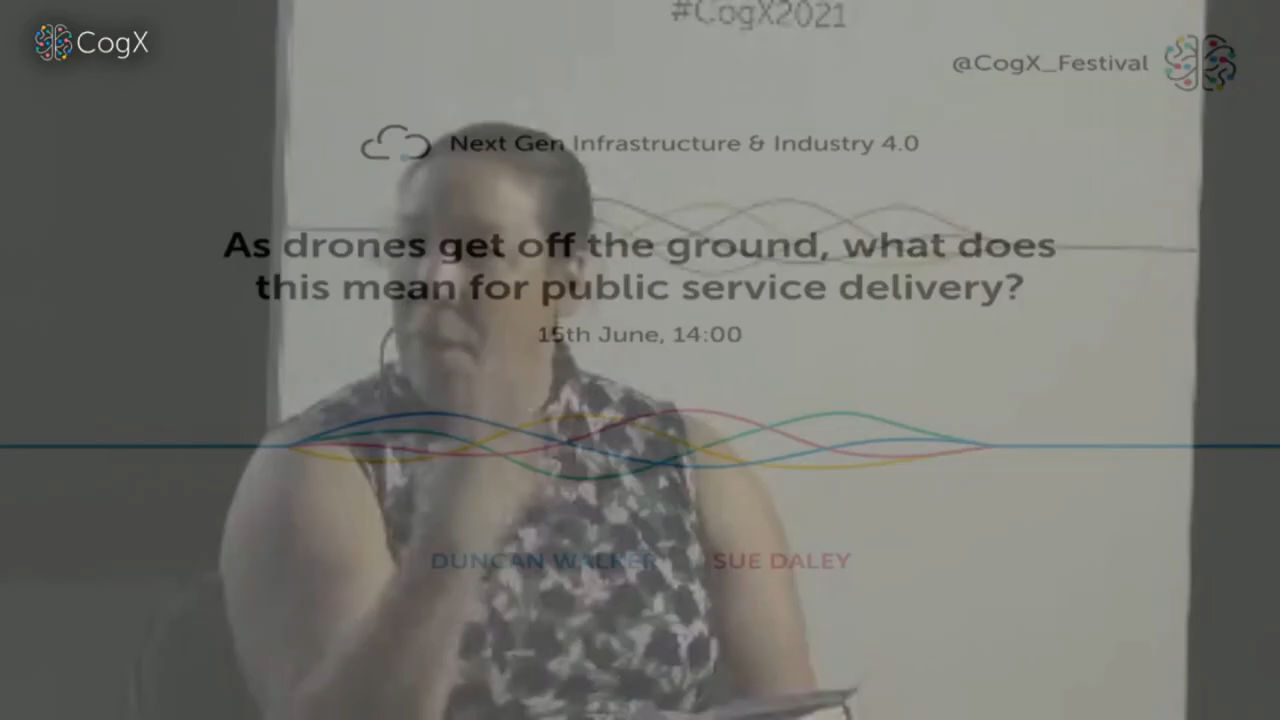 #CogX2021
CogX
@CogX_Festival
Next Gen Infrastructure & Industry 4.0
As drones get off the ground, what does
this mean for public service delivery?
15th June, 14:00
DUNCAN WALKER SUE DALEY